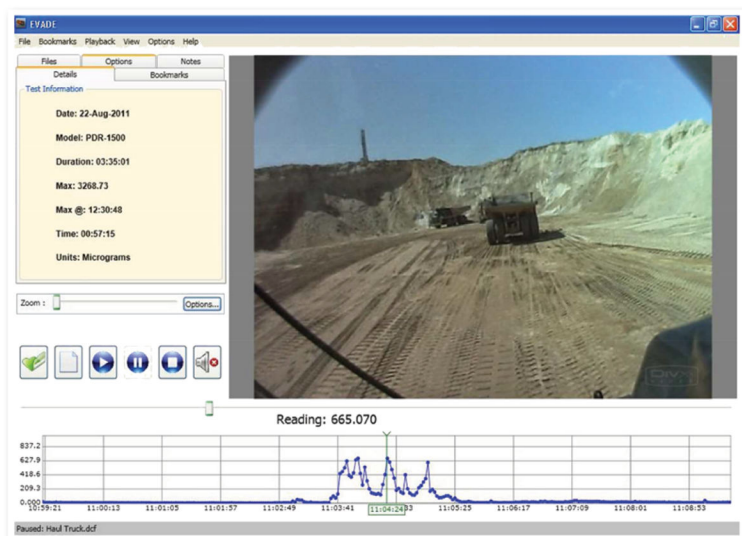 EVADE
File Bookmarks Playback View Options Help
Files Options Notes
Details Bookmarks
Test Information
Date: 22-Aug-2011
Model: PDR-1500
Duration: 03:35:01
Max: 3268.73
Max @: 12:30:48
Time: 00:57:15
Units: Micrograms
Zoom :
Options...
Reading: 665.070
837.2
627.9
418.6
209.3
0.000
10:59:21 11:00:13 11:01:05 11:01:57 11:02:49 11:03:41 11:04:24 33 11:05:25 11:06:17 11:07:09 11:08:01 11:08:53
Paused: Haul Truck.dcf